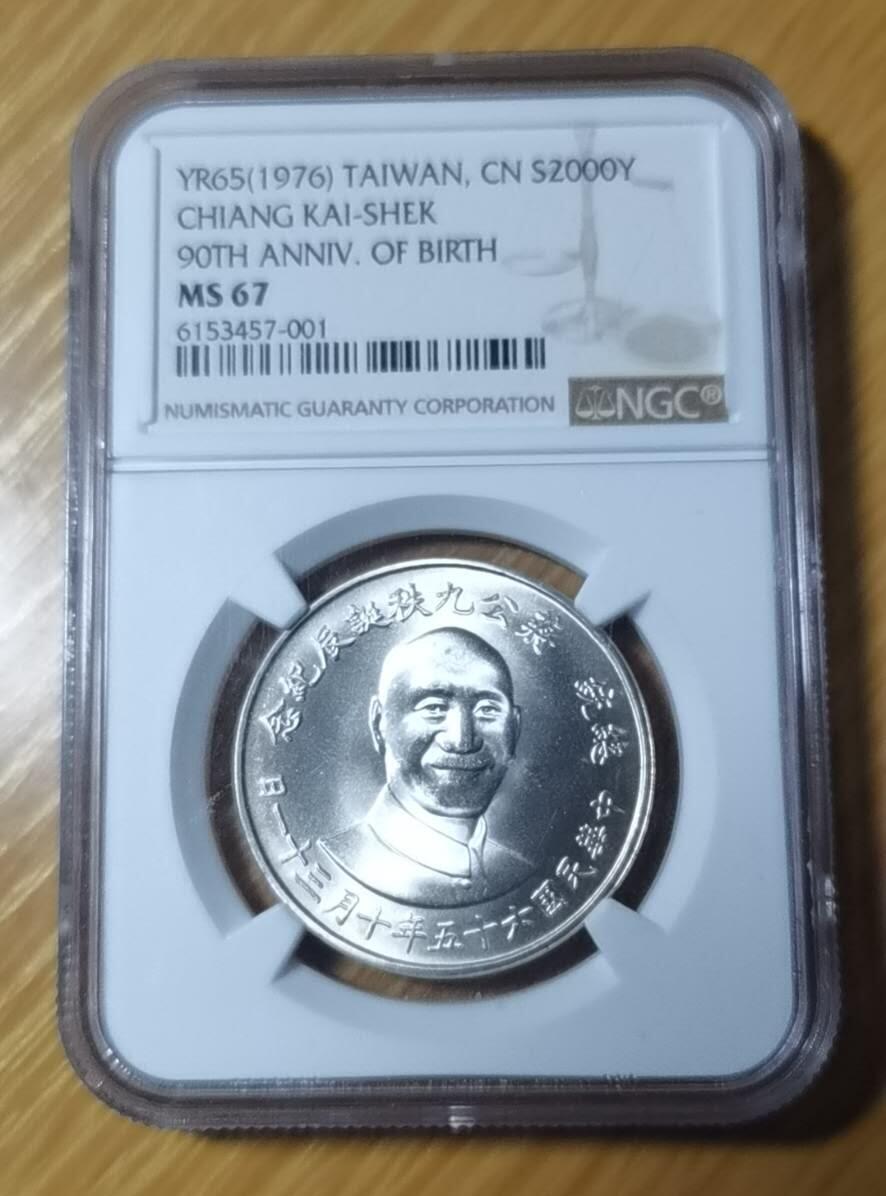 YR65(1976) TAIWAN, CN S2000Y
CHIANG KAI-SHEK
90TH ANNIV. OF BIRTH
MS 67
6153457-001
NUMISMATIC GUARANTY CORPORATION
NGC®
總統
蔣公九秩誕辰紀念
中華民國六十五年十月三十一日